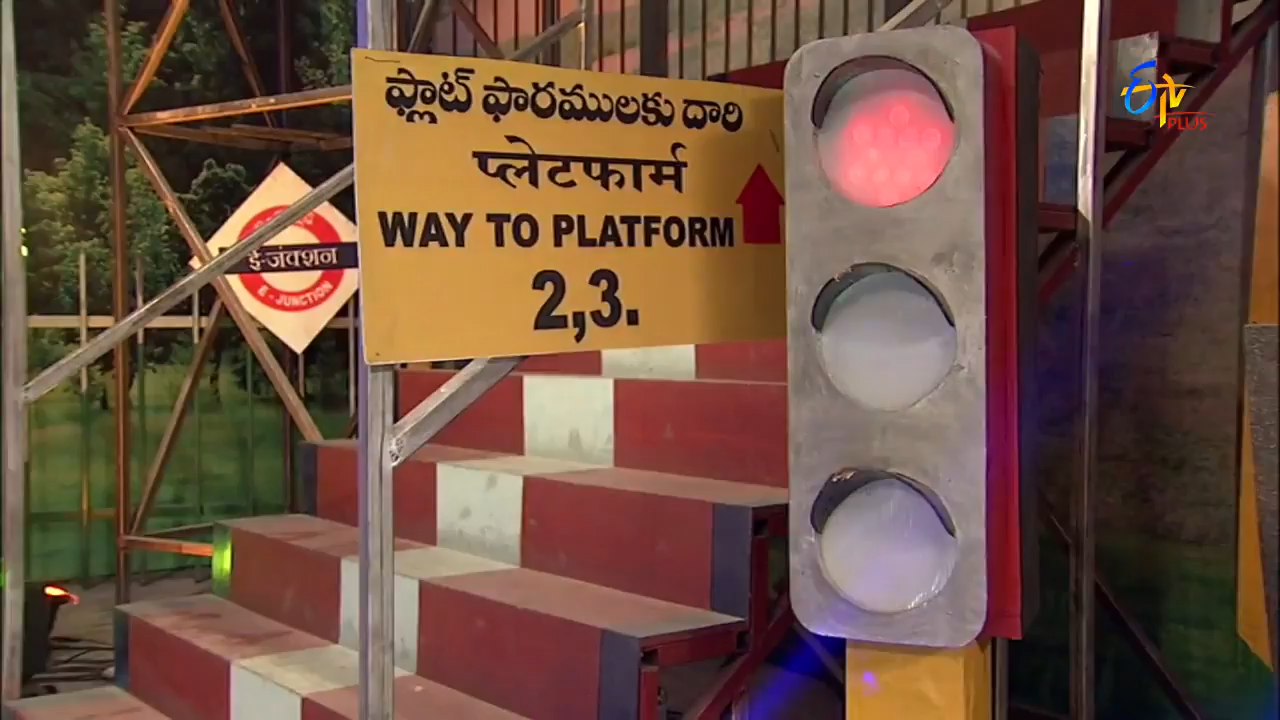 ప్లాట్ ఫారములకు దారి
प्लेटफार्म
WAY TO PLATFORM
2,3.
ई-जंक्शन
E - JUNCTION
ETV
PLUS